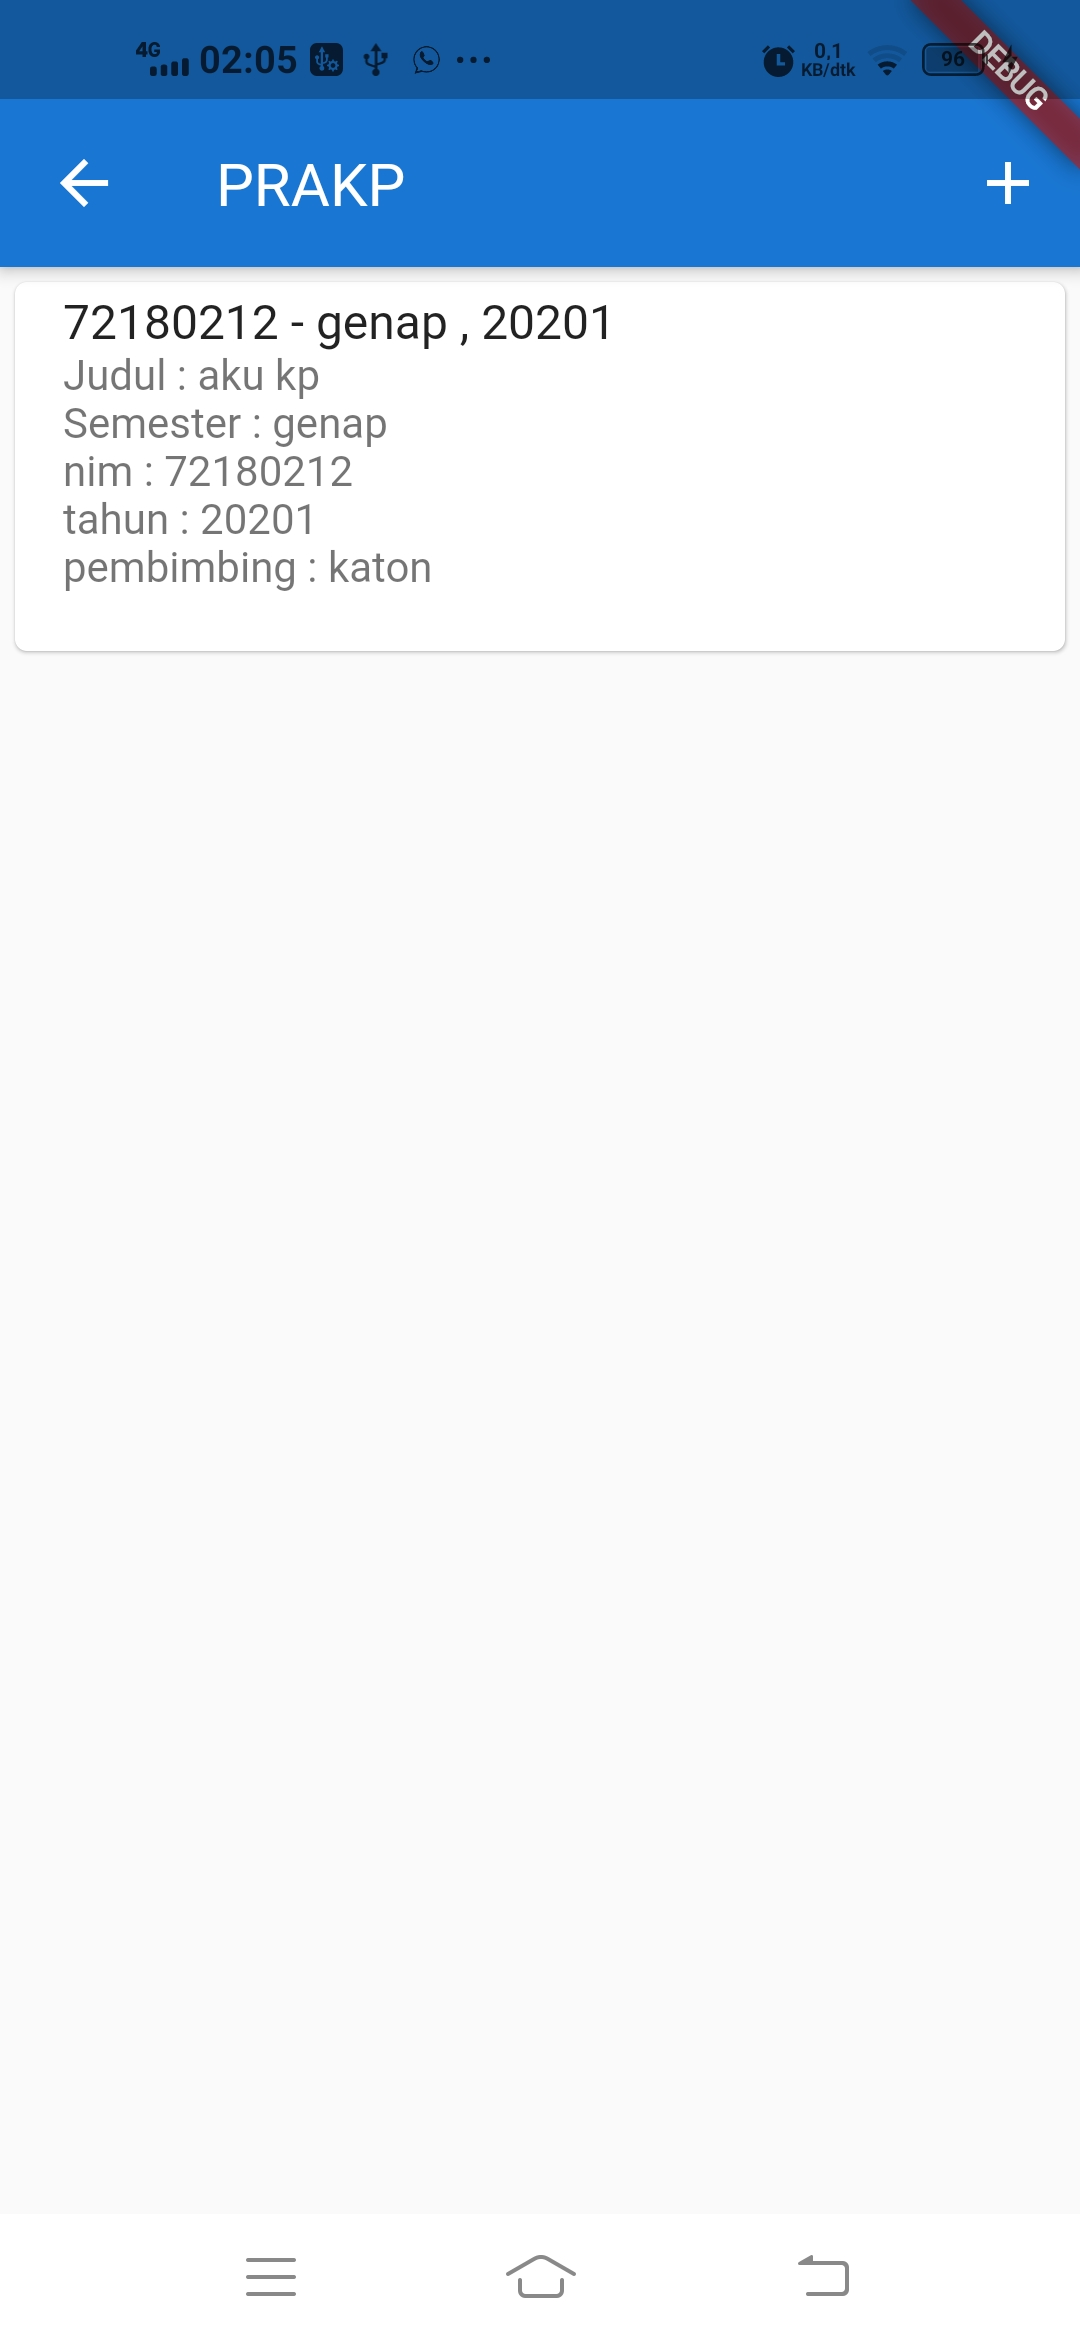 4G 02:05 0,1 KB/dtk 96
DEBUG
PRAKP
72180212 - genap , 20201
Judul : aku kp
Semester : genap
nim : 72180212
tahun : 20201
pembimbing : katon